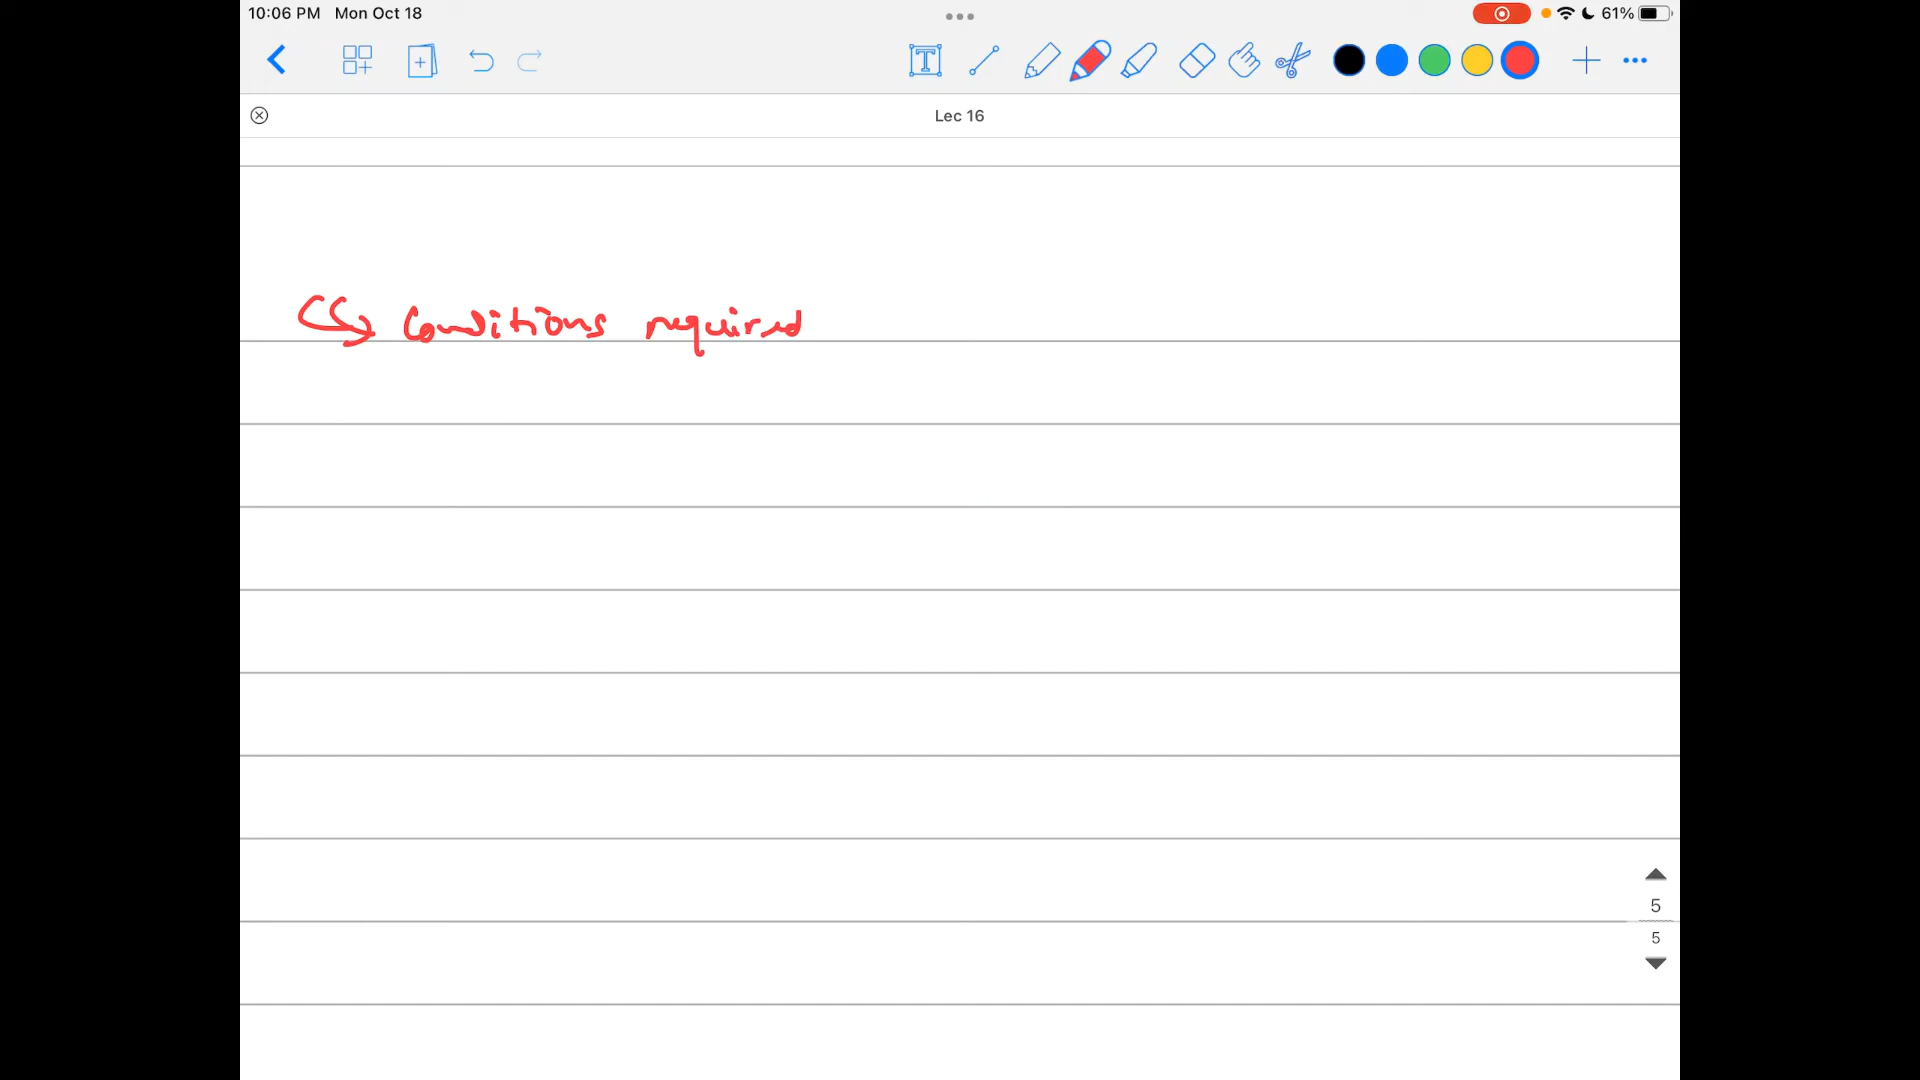 10:06 PM Mon Oct 18
61%
Lec 16
Conditions required
5
5